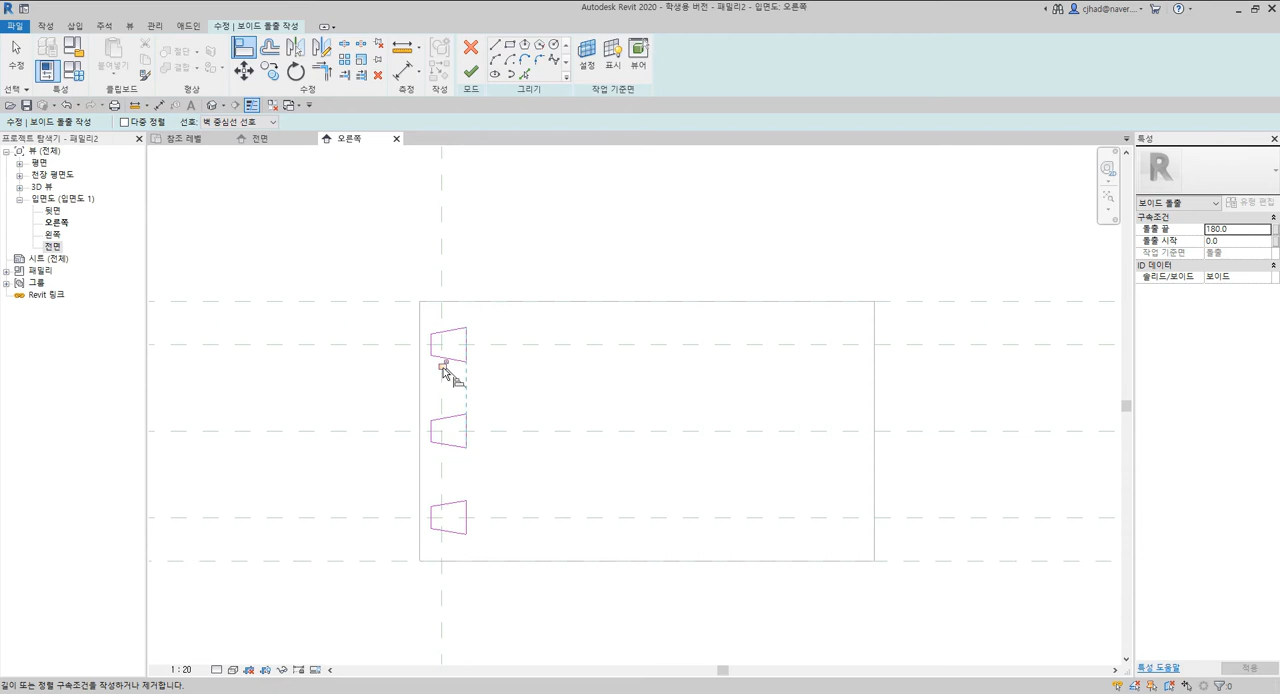 Autodesk Revit 2020 - 학생용 버전 - 패밀리2 - 입면도: 오른쪽
cjhad@naver....
파일 작성 삽입 주석 뷰 관리 애드인 수정 | 보이드 돌출 작성
수정 붙여넣기 절단 결합
선택 특성 클립보드 형상 수정 측정 작성 모드 그리기 설정 표시 뷰어 작업 기준면
수정 | 보이드 돌출 작성 다중 정렬 선호: 벽 중심선 선호
프로젝트 탐색기 - 패밀리2
참조 레벨 전면 오른쪽
특성
뷰 (전체)
평면
천장 평면도
3D 뷰
입면도 (입면도 1)
뒷면
오른쪽
왼쪽
전면
시트 (전체)
패밀리
그룹
Revit 링크
2D
보이드 돌출 유형 편집
구속조건
돌출 끝 180.0
돌출 시작 0.0
작업 기준면 돌출
ID 데이터
솔리드/보이드 보이드
1 : 20
특성 도움말 적용
길이 또는 정렬 구속조건을 작성하거나 제거합니다.
:0